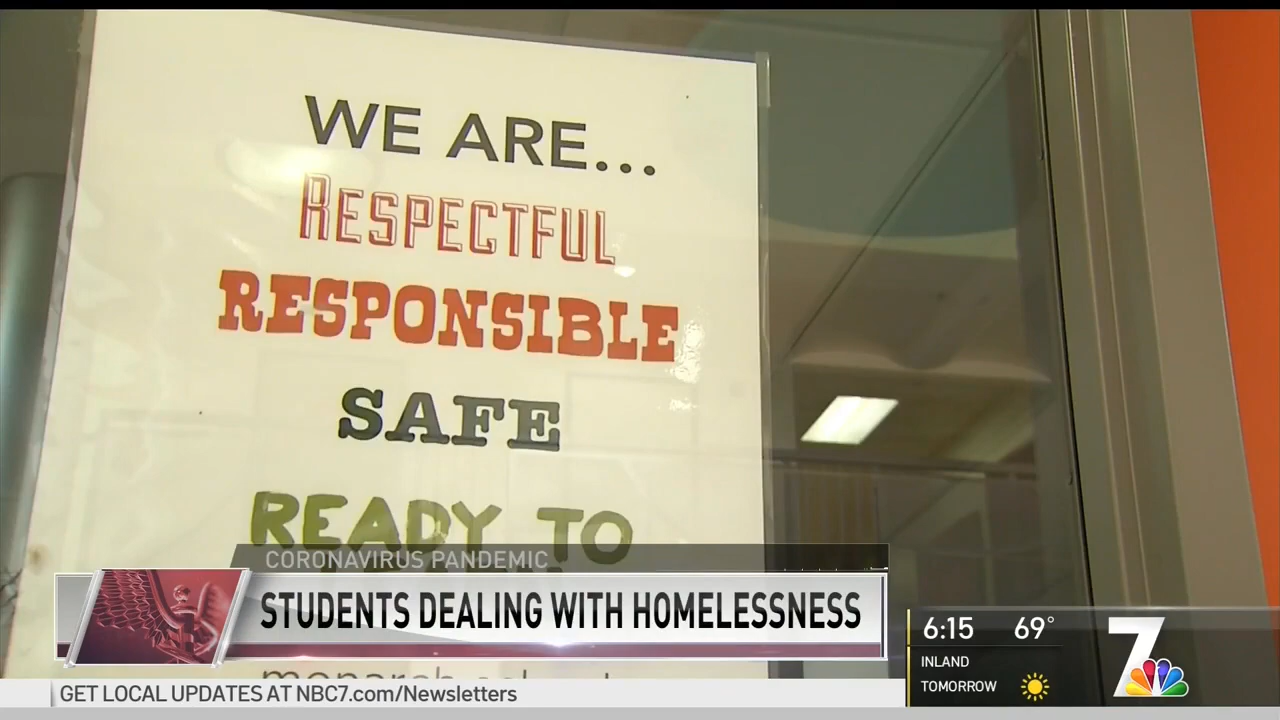 WE ARE...
RESPECTFUL
RESPONSIBLE
SAFE
READY TO
CORONAVIRUS PANDEMIC
STUDENTS DEALING WITH HOMELESSNESS
6:15 69°
INLAND
TOMORROW
7
GET LOCAL UPDATES AT NBC7.com/Newsletters